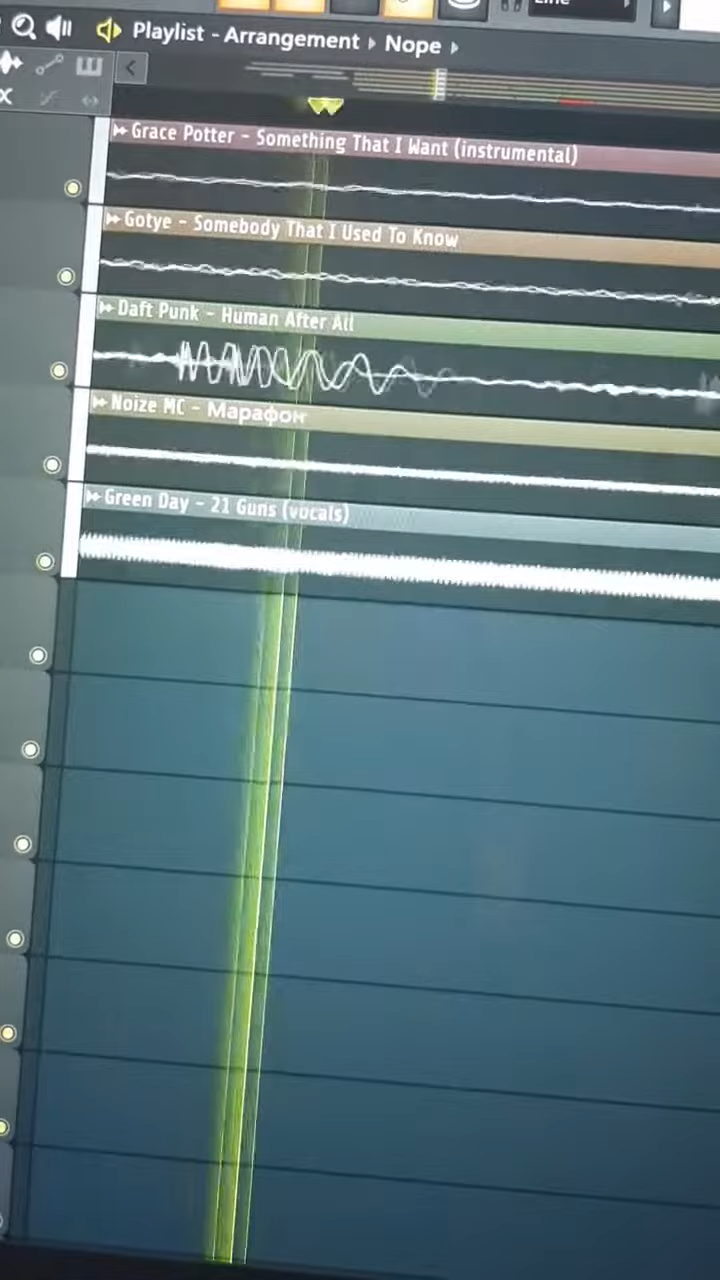 Playlist - Arrangement ▸ Nope ▸
Grace Potter - Something That I Want (instrumental)
Gotye - Somebody That I Used To Know
Daft Punk - Human After All
Noize MC - Марафон
Green Day - 21 Guns (vocals)